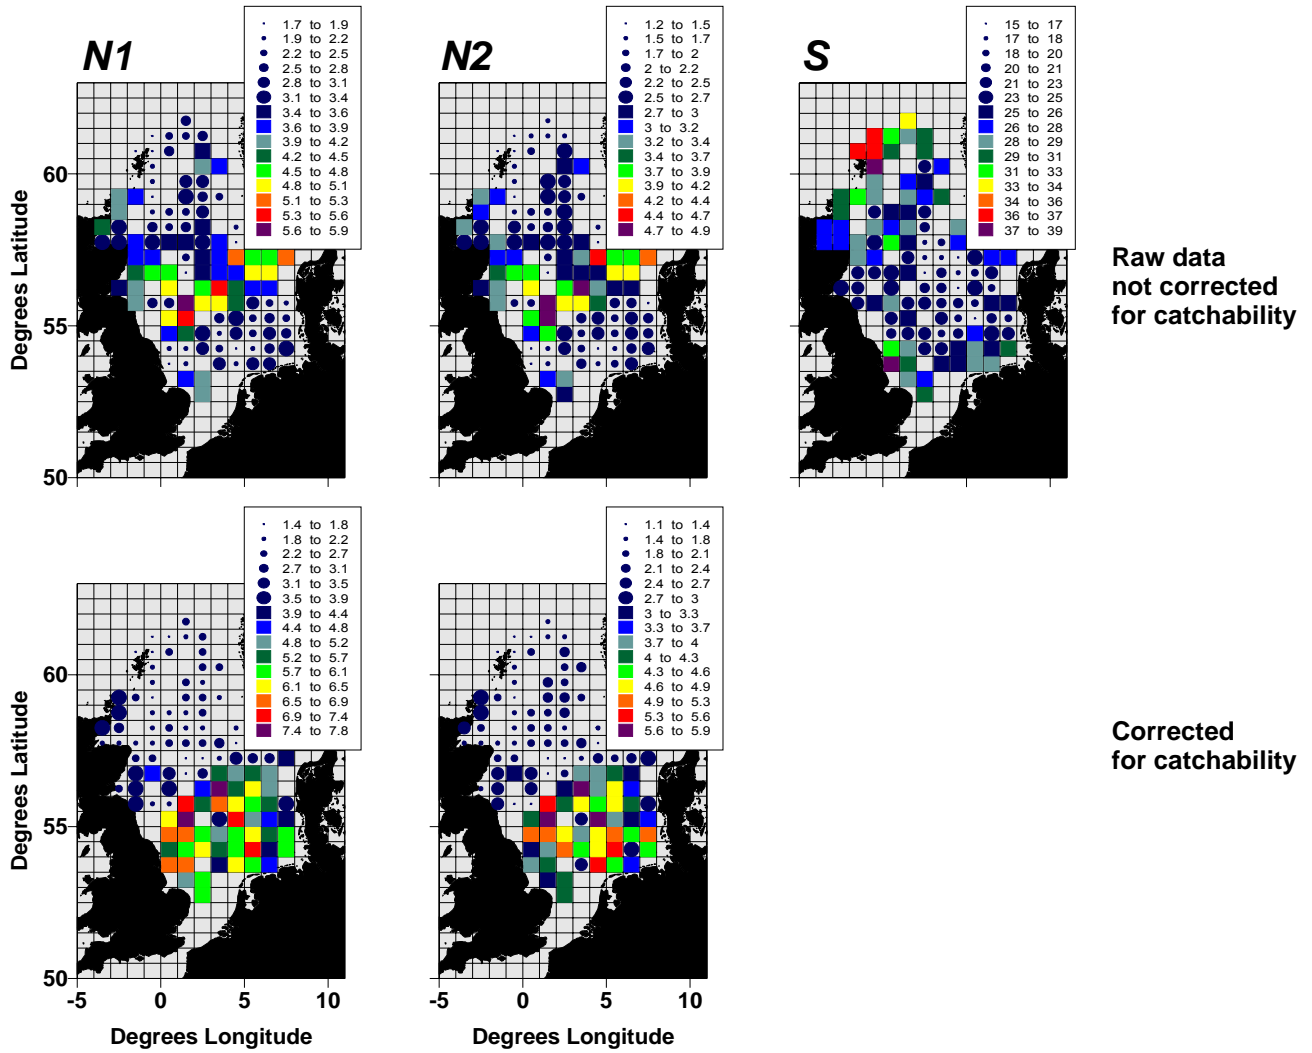 N1
1.7 to 1.9
1.9 to 2.2
2.2 to 2.5
2.5 to 2.8
2.8 to 3.1
3.1 to 3.4
3.4 to 3.6
3.6 to 3.9
3.9 to 4.2
4.2 to 4.5
4.5 to 4.8
4.8 to 5.1
5.1 to 5.3
5.3 to 5.6
5.6 to 5.9
N2
1.2 to 1.5
1.5 to 1.7
1.7 to 2
2 to 2.2
2.2 to 2.5
2.5 to 2.7
2.7 to 3
3 to 3.2
3.2 to 3.4
3.4 to 3.7
3.7 to 3.9
3.9 to 4.2
4.2 to 4.4
4.4 to 4.7
4.7 to 4.9
S
15 to 17
17 to 18
18 to 20
20 to 21
21 to 23
23 to 25
25 to 26
26 to 28
28 to 29
29 to 31
31 to 33
33 to 34
34 to 36
36 to 37
37 to 39
Degrees Latitude
60
55
50
Raw data
not corrected
for catchability
1.4 to 1.8
1.8 to 2.2
2.2 to 2.7
2.7 to 3.1
3.1 to 3.5
3.5 to 3.9
3.9 to 4.4
4.4 to 4.8
4.8 to 5.2
5.2 to 5.7
5.7 to 6.1
6.1 to 6.5
6.5 to 6.9
6.9 to 7.4
7.4 to 7.8
1.1 to 1.4
1.4 to 1.8
1.8 to 2.1
2.1 to 2.4
2.4 to 2.7
2.7 to 3
3 to 3.3
3.3 to 3.7
3.7 to 4
4 to 4.3
4.3 to 4.6
4.6 to 4.9
4.9 to 5.3
5.3 to 5.6
5.6 to 5.9
Degrees Latitude
60
55
50
Corrected
for catchability
-5 0 5 10
-5 0 5 10
Degrees Longitude
Degrees Longitude